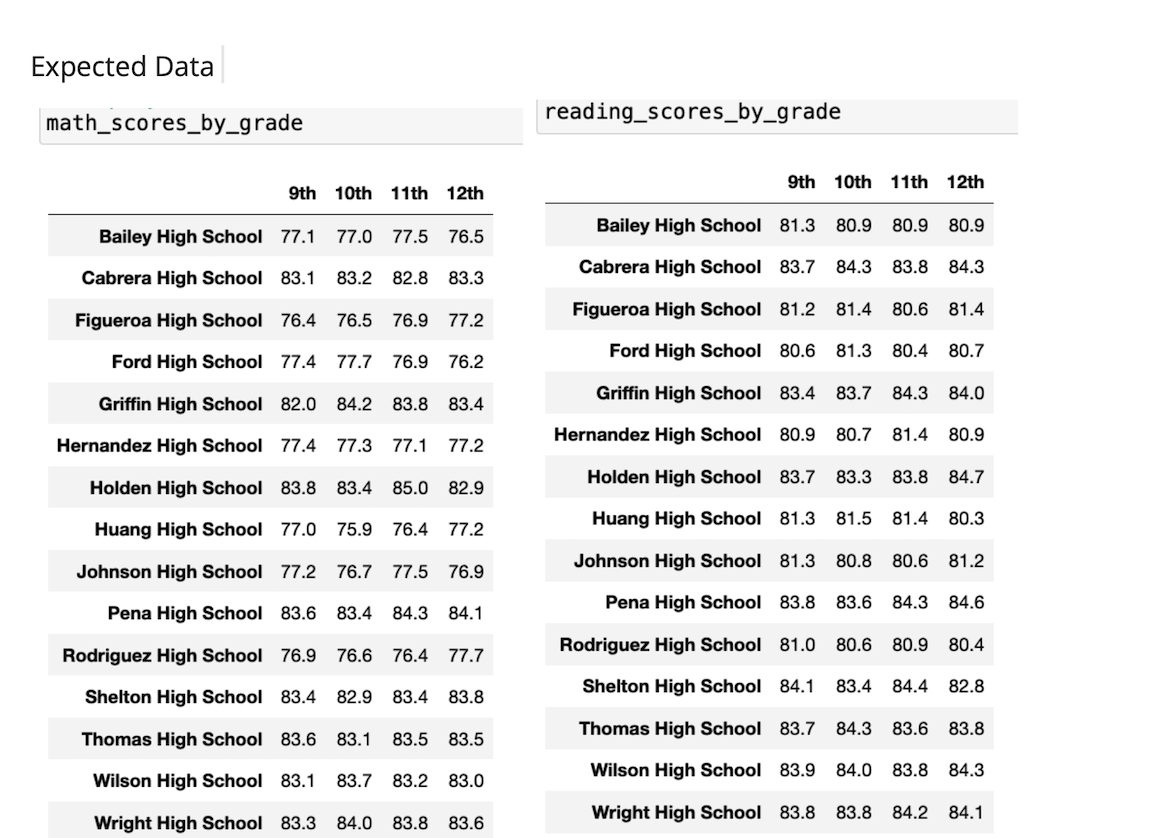 Expected Data
math_scores_by_grade
9th 10th 11th 12th
Bailey High School 77.1 77.0 77.5 76.5
Cabrera High School 83.1 83.2 82.8 83.3
Figueroa High School 76.4 76.5 76.9 77.2
Ford High School 77.4 77.7 76.9 76.2
Griffin High School 82.0 84.2 83.8 83.4
Hernandez High School 77.4 77.3 77.1 77.2
Holden High School 83.8 83.4 85.0 82.9
Huang High School 77.0 75.9 76.4 77.2
Johnson High School 77.2 76.7 77.5 76.9
Pena High School 83.6 83.4 84.3 84.1
Rodriguez High School 76.9 76.6 76.4 77.7
Shelton High School 83.4 82.9 83.4 83.8
Thomas High School 83.6 83.1 83.5 83.5
Wilson High School 83.1 83.7 83.2 83.0
Wright High School 83.3 84.0 83.8 83.6
reading_scores_by_grade
9th 10th 11th 12th
Bailey High School 81.3 80.9 80.9 80.9
Cabrera High School 83.7 84.3 83.8 84.3
Figueroa High School 81.2 81.4 80.6 81.4
Ford High School 80.6 81.3 80.4 80.7
Griffin High School 83.4 83.7 84.3 84.0
Hernandez High School 80.9 80.7 81.4 80.9
Holden High School 83.7 83.3 83.8 84.7
Huang High School 81.3 81.5 81.4 80.3
Johnson High School 81.3 80.8 80.6 81.2
Pena High School 83.8 83.6 84.3 84.6
Rodriguez High School 81.0 80.6 80.9 80.4
Shelton High School 84.1 83.4 84.4 82.8
Thomas High School 83.7 84.3 83.6 83.8
Wilson High School 83.9 84.0 83.8 84.3
Wright High School 83.8 83.8 84.2 84.1